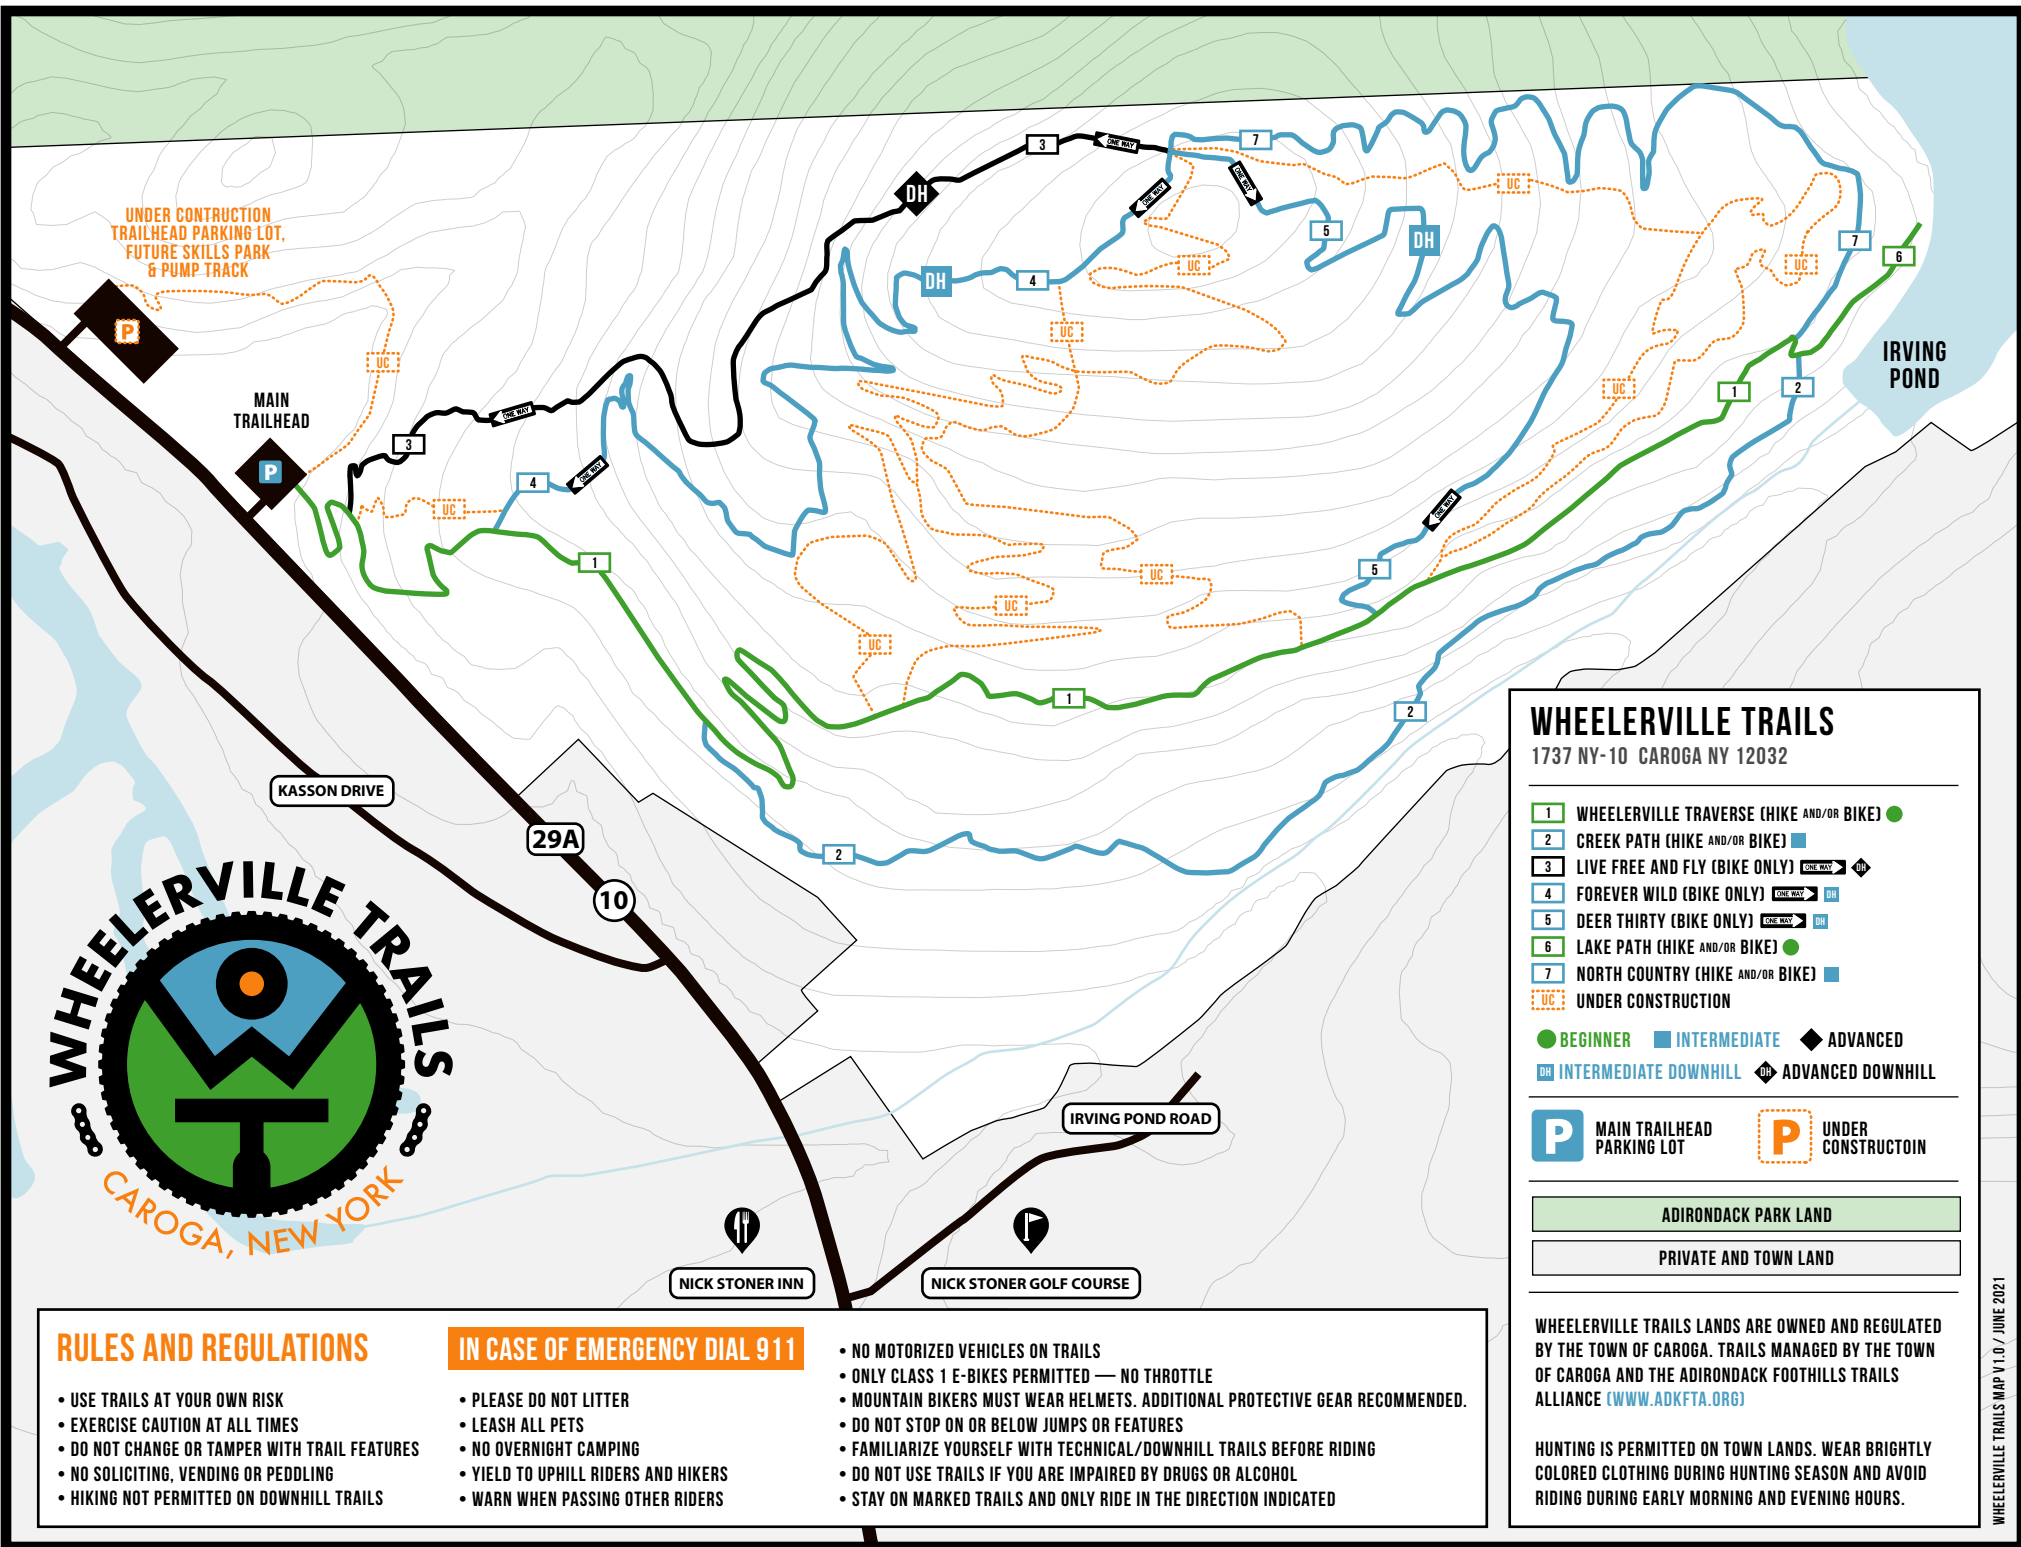 UNDER CONTRUCTION
TRAILHEAD PARKING LOT,
FUTURE SKILLS PARK
& PUMP TRACK
P
UC
MAIN
TRAILHEAD
P
3
ONE WAY
UC
4
ONE WAY
1
DH
3
ONE WAY
7
ONE WAY
ONE WAY
5
DH
UC
DH
4
UC
UC
7
6
UC
IRVING
POND
UC
1
2
ONE WAY
5
UC
UC
UC
1
2
2
KASSON DRIVE
29A
10
IRVING POND ROAD
NICK STONER INN
NICK STONER GOLF COURSE
WHEELERVILLE TRAILS
CAROGA, NEW YORK
WHEELERVILLE TRAILS
1737 NY-10 CAROGA NY 12032
1 WHEELERVILLE TRAVERSE (HIKE AND/OR BIKE)
2 CREEK PATH (HIKE AND/OR BIKE)
3 LIVE FREE AND FLY (BIKE ONLY) ONE WAY DH
4 FOREVER WILD (BIKE ONLY) ONE WAY DH
5 DEER THIRTY (BIKE ONLY) ONE WAY DH
6 LAKE PATH (HIKE AND/OR BIKE)
7 NORTH COUNTRY (HIKE AND/OR BIKE)
UC UNDER CONSTRUCTION
BEGINNER INTERMEDIATE ADVANCED
DH INTERMEDIATE DOWNHILL DH ADVANCED DOWNHILL
P MAIN TRAILHEAD
PARKING LOT
P UNDER
CONSTRUCTOIN
ADIRONDACK PARK LAND
PRIVATE AND TOWN LAND
WHEELERVILLE TRAILS LANDS ARE OWNED AND REGULATED
BY THE TOWN OF CAROGA. TRAILS MANAGED BY THE TOWN
OF CAROGA AND THE ADIRONDACK FOOTHILLS TRAILS
ALLIANCE (WWW.ADKFTA.ORG)
HUNTING IS PERMITTED ON TOWN LANDS. WEAR BRIGHTLY
COLORED CLOTHING DURING HUNTING SEASON AND AVOID
RIDING DURING EARLY MORNING AND EVENING HOURS.
WHEELERVILLE TRAILS MAP V 1.0 / JUNE 2021
RULES AND REGULATIONS
• USE TRAILS AT YOUR OWN RISK
• EXERCISE CAUTION AT ALL TIMES
• DO NOT CHANGE OR TAMPER WITH TRAIL FEATURES
• NO SOLICITING, VENDING OR PEDDLING
• HIKING NOT PERMITTED ON DOWNHILL TRAILS
IN CASE OF EMERGENCY DIAL 911
• PLEASE DO NOT LITTER
• LEASH ALL PETS
• NO OVERNIGHT CAMPING
• YIELD TO UPHILL RIDERS AND HIKERS
• WARN WHEN PASSING OTHER RIDERS
• NO MOTORIZED VEHICLES ON TRAILS
• ONLY CLASS 1 E-BIKES PERMITTED — NO THROTTLE
• MOUNTAIN BIKERS MUST WEAR HELMETS. ADDITIONAL PROTECTIVE GEAR RECOMMENDED.
• DO NOT STOP ON OR BELOW JUMPS OR FEATURES
• FAMILIARIZE YOURSELF WITH TECHNICAL/DOWNHILL TRAILS BEFORE RIDING
• DO NOT USE TRAILS IF YOU ARE IMPAIRED BY DRUGS OR ALCOHOL
• STAY ON MARKED TRAILS AND ONLY RIDE IN THE DIRECTION INDICATED